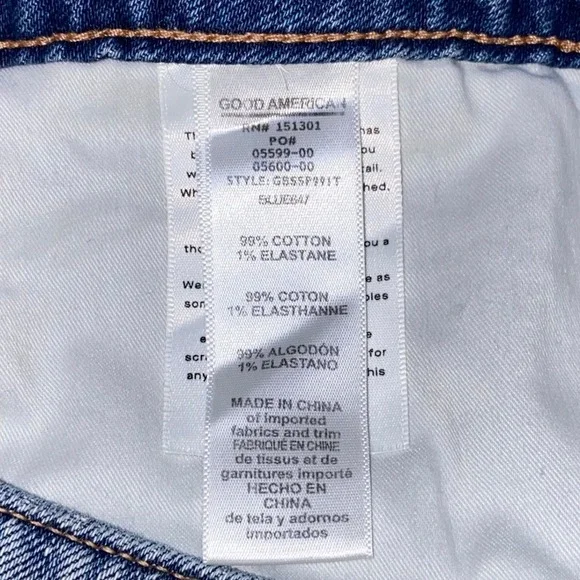 GOOD AMERICAN
RN# 151301
PO#
05599-00
05600-00
STYLE: GBSSP991T
BLUE647
99% COTTON
1% ELASTANE
99% COTON
1% ELASTHANNE
99% ALGODÓN
1% ELASTANO
MADE IN CHINA
of imported
fabrics and trim
FABRIQUÉ EN CHINE
de tissus et de
garnitures importé
HECHO EN
CHINA
de tela y adornos
importados